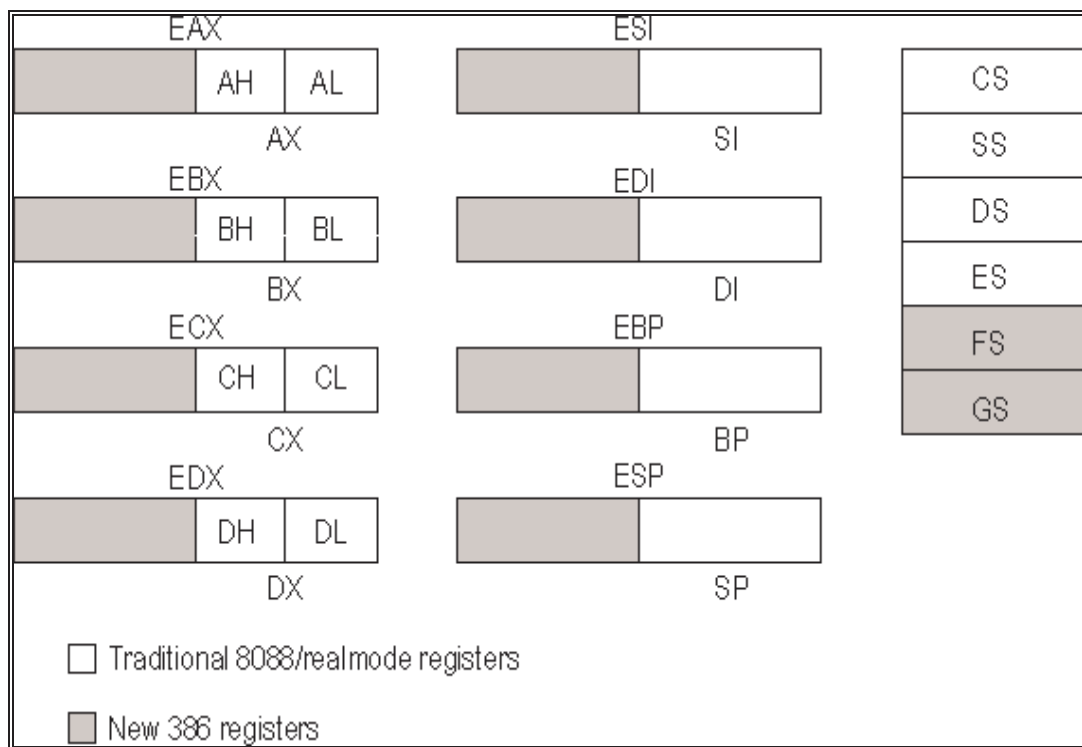 EAX
AH AL
AX
EBX
BH BL
BX
ECX
CH CL
CX
EDX
DH DL
DX
ESI
SI
EDI
DI
EBP
BP
ESP
SP
CS
SS
DS
ES
FS
GS
Traditional 8088/realmode registers
New 386 registers